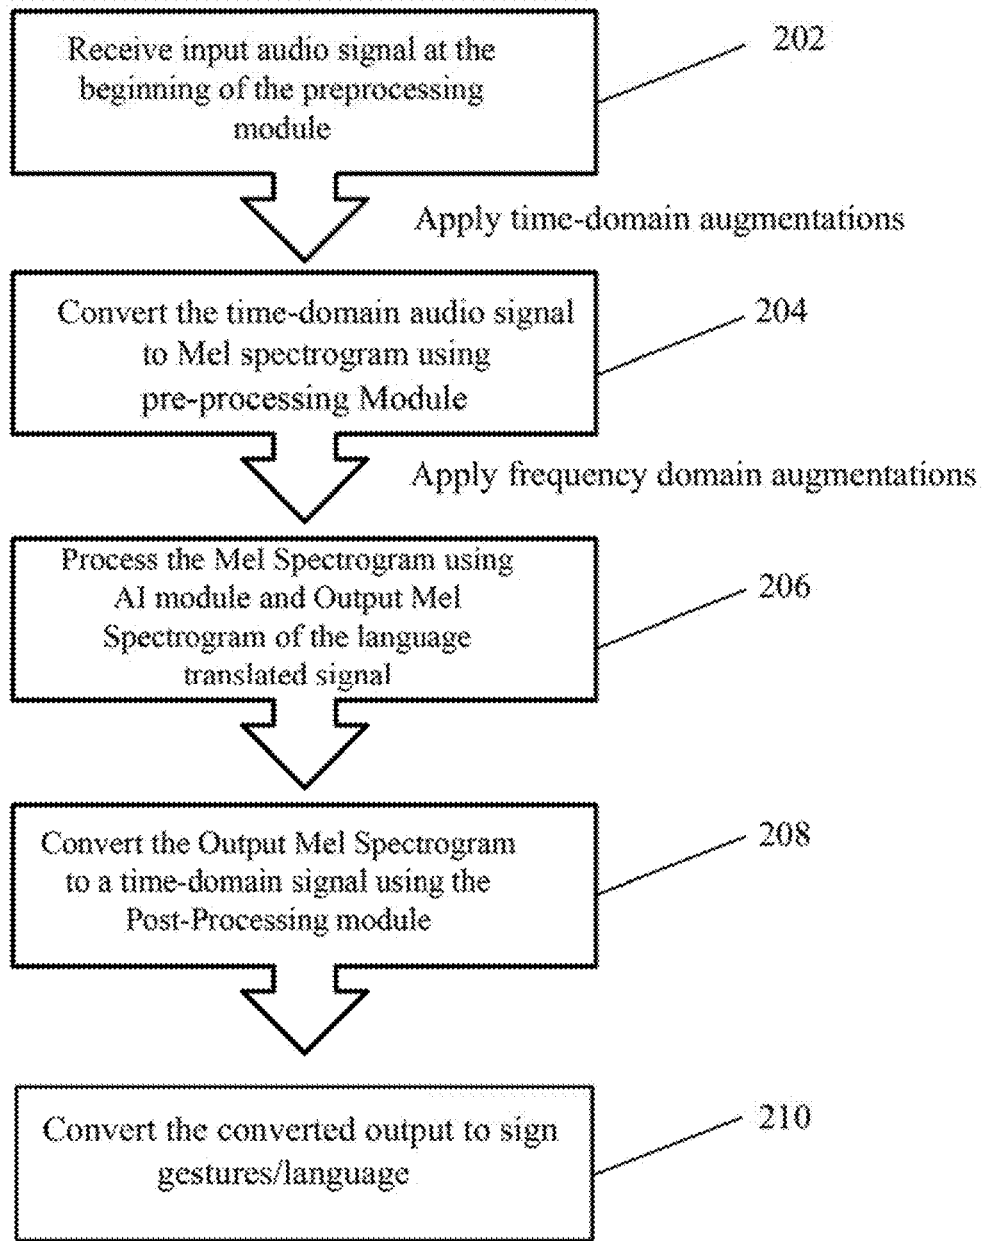 Receive input audio signal at the
beginning of the preprocessing
module
202
Apply time-domain augmentations
Convert the time-domain audio signal
to Mel spectrogram using
pre-processing Module
204
Apply frequency domain augmentations
Process the Mel Spectrogram using
AI module and Output Mel
Spectrogram of the language
translated signal
206
Convert the Output Mel Spectrogram
to a time-domain signal using the
Post-Processing module
208
Convert the converted output to sign
gestures/language
210